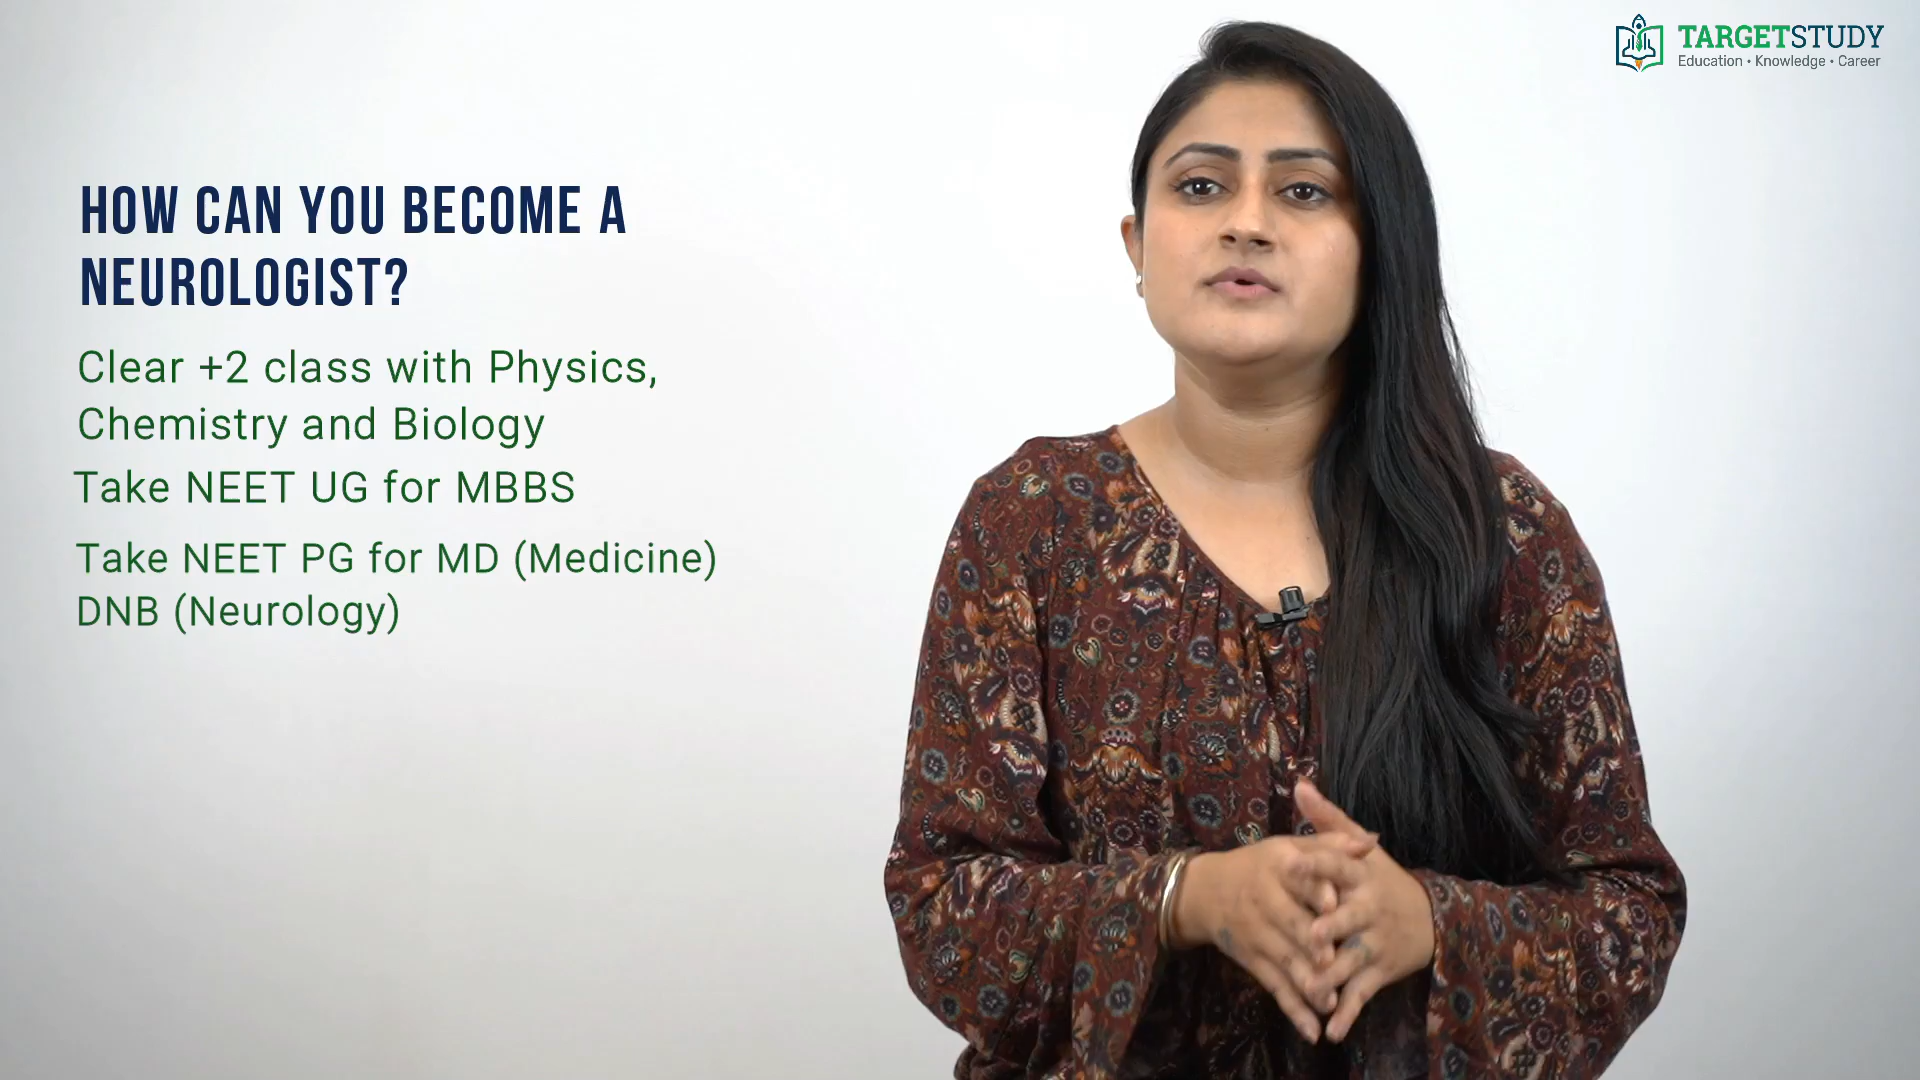 TARGETSTUDY
Education • Knowledge • Career
HOW CAN YOU BECOME A
NEUROLOGIST?
Clear +2 class with Physics,
Chemistry and Biology
Take NEET UG for MBBS
Take NEET PG for MD (Medicine)
DNB (Neurology)